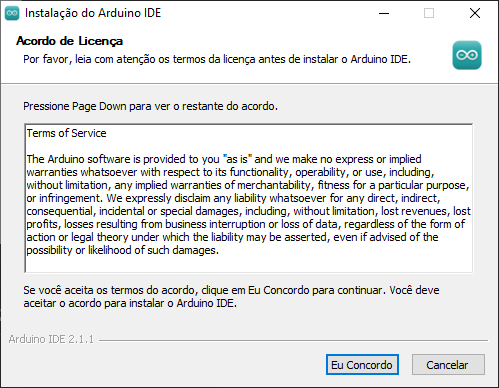 Instalação do Arduino IDE
Acordo de Licença
Por favor, leia com atenção os termos da licença antes de instalar o Arduino IDE.
Pressione Page Down para ver o restante do acordo.
Terms of Service
The Arduino software is provided to you "as is" and we make no express or implied
warranties whatsoever with respect to its functionality, operability, or use, including,
without limitation, any implied warranties of merchantability, fitness for a particular purpose,
or infringement. We expressly disclaim any liability whatsoever for any direct, indirect,
consequential, incidental or special damages, including, without limitation, lost revenues, lost
profits, losses resulting from business interruption or loss of data, regardless of the form of
action or legal theory under which the liability may be asserted, even if advised of the
possibility or likelihood of such damages.
Se você aceita os termos do acordo, clique em Eu Concordo para continuar. Você deve
aceitar o acordo para instalar o Arduino IDE.
Arduino IDE 2.1.1
Eu Concordo
Cancelar